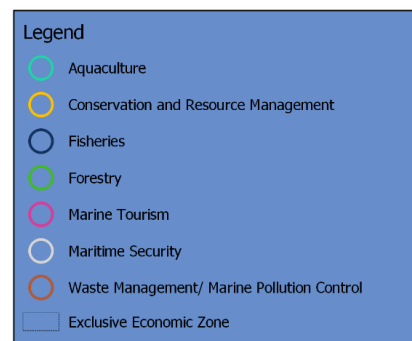 Legend
Aquaculture
Conservation and Resource Management
Fisheries
Forestry
Marine Tourism
Maritime Security
Waste Management/ Marine Pollution Control
Exclusive Economic Zone